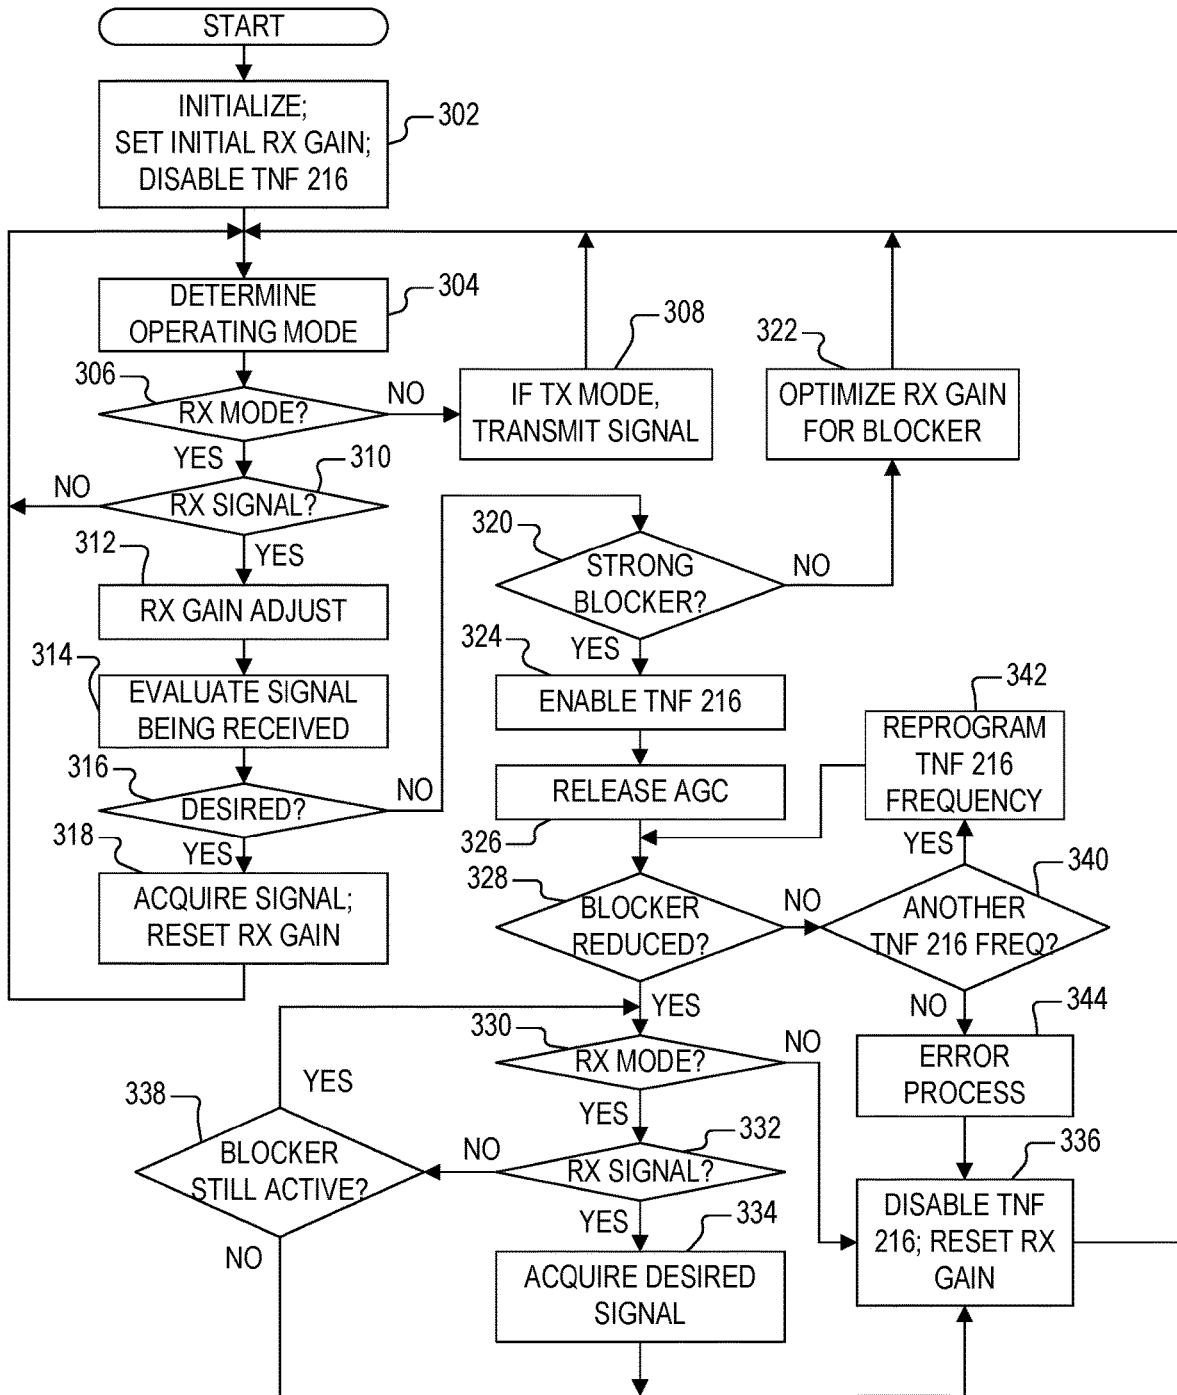 START
INITIALIZE;
SET INITIAL RX GAIN;
DISABLE TNF 216
302
DETERMINE
OPERATING MODE
304
306
RX MODE?
NO
YES
IF TX MODE,
TRANSMIT SIGNAL
308
322
OPTIMIZE RX GAIN
FOR BLOCKER
310
RX SIGNAL?
NO
YES
312
RX GAIN ADJUST
314
EVALUATE SIGNAL
BEING RECEIVED
316
DESIRED?
NO
YES
318
ACQUIRE SIGNAL;
RESET RX GAIN
320
STRONG
BLOCKER?
NO
YES
324
ENABLE TNF 216
RELEASE AGC
326
342
REPROGRAM
TNF 216
FREQUENCY
YES
328
BLOCKER
REDUCED?
NO
YES
340
ANOTHER
TNF 216 FREQ?
NO
344
ERROR
PROCESS
330
RX MODE?
NO
YES
332
RX SIGNAL?
NO
YES
338
BLOCKER
STILL ACTIVE?
YES
NO
334
ACQUIRE DESIRED
SIGNAL
336
DISABLE TNF
216; RESET RX
GAIN